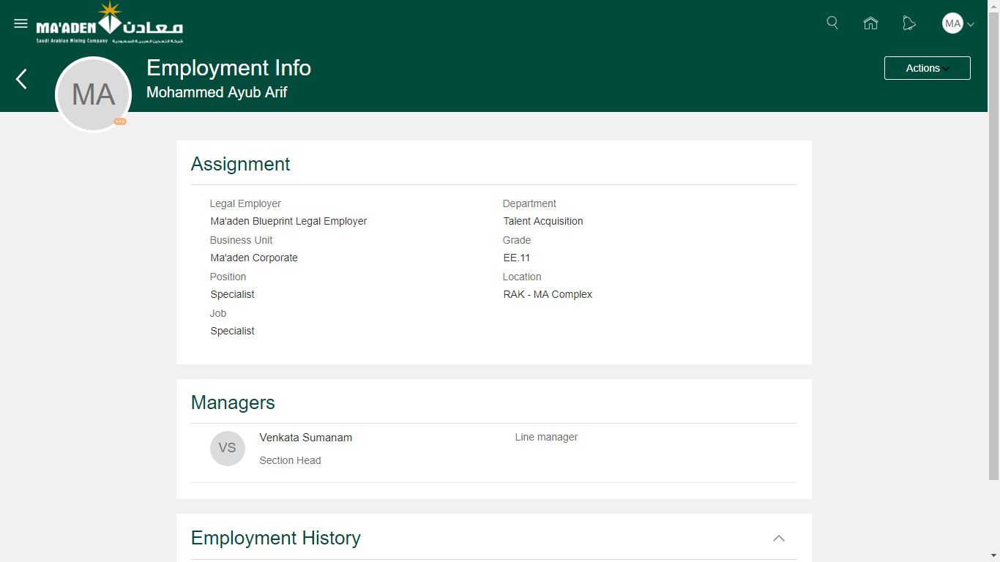 MA'ADEN معادن
Saudi Arabian Mining Company شركة التعدين العربية السعودية
MA
MA
Employment Info
Mohammed Ayub Arif
Actions
Assignment
Legal Employer
Ma'aden Blueprint Legal Employer
Business Unit
Ma'aden Corporate
Position
Specialist
Job
Specialist
Department
Talent Acquisition
Grade
EE.11
Location
RAK - MA Complex
Managers
VS
Venkata Sumanam
Section Head
Line manager
Employment History